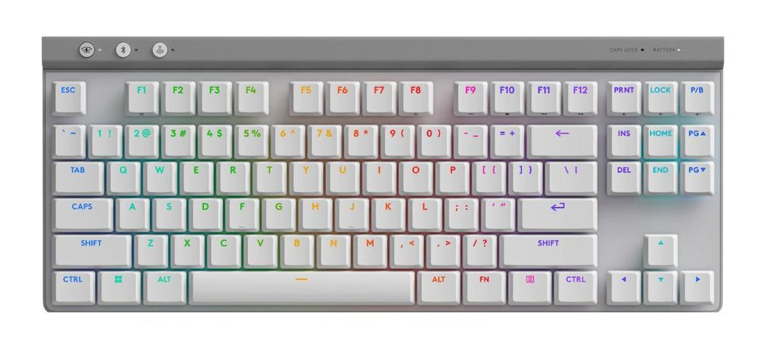 CAPS LOCK BATTERY
ESC F1 F2 F3 F4 F5 F6 F7 F8 F9 F10 F11 F12 PRNT LOCK P/B
` ~ 1 ! 2 @ 3 # 4 $ 5 % 6 ^ 7 & 8 * 9 ( 0 ) - _ = + ← INS HOME PG▲
TAB Q W E R T Y U I O P [ { ] } \ | DEL END PG▼
CAPS A S D F G H J K L ; : ' "
SHIFT Z X C V B N M , < . > / ? SHIFT ▲
CTRL ALT ALT FN CTRL ◄ ▼ ►